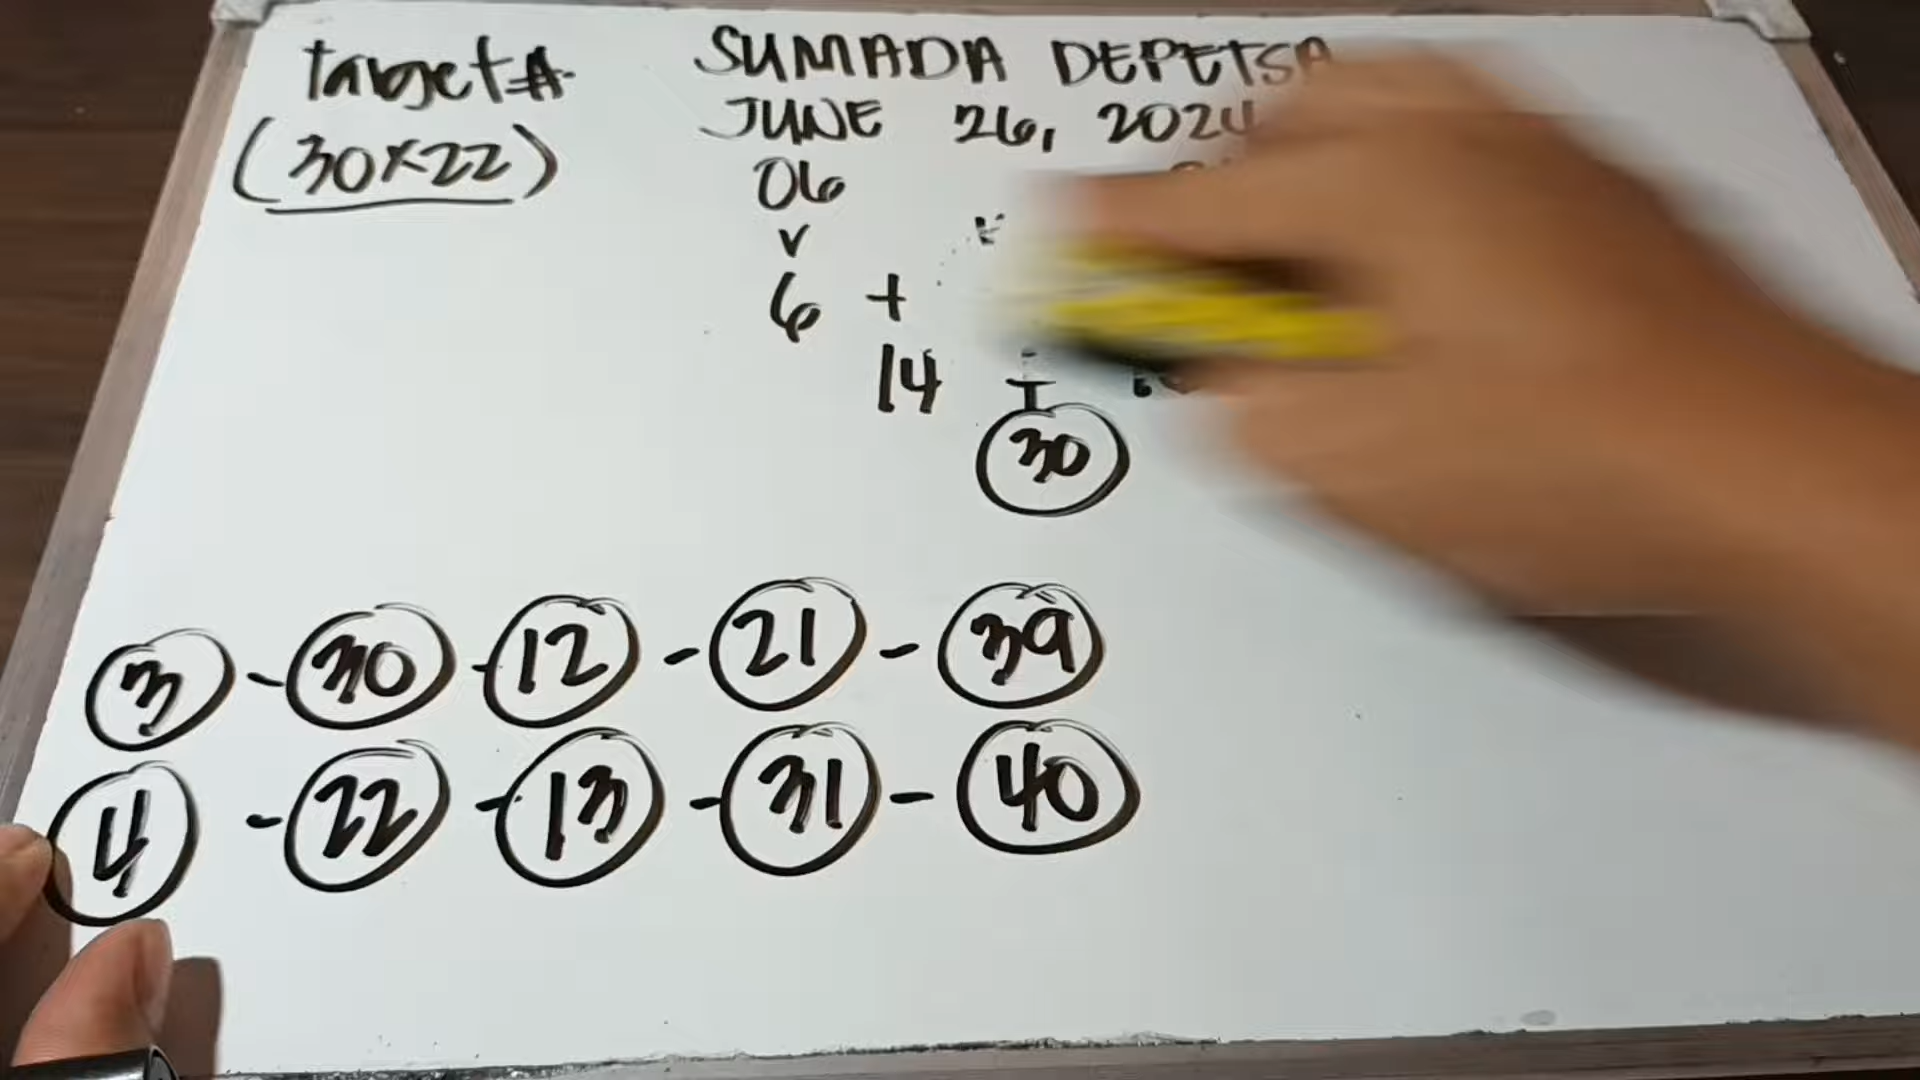 target #.
(30x22)
SUMADA DEPETSA
JUNE 26, 2024
06
v
6 +
14
30
3 - 30 - 12 - 21 - 39
4 - 22 - 13 - 31 - 40